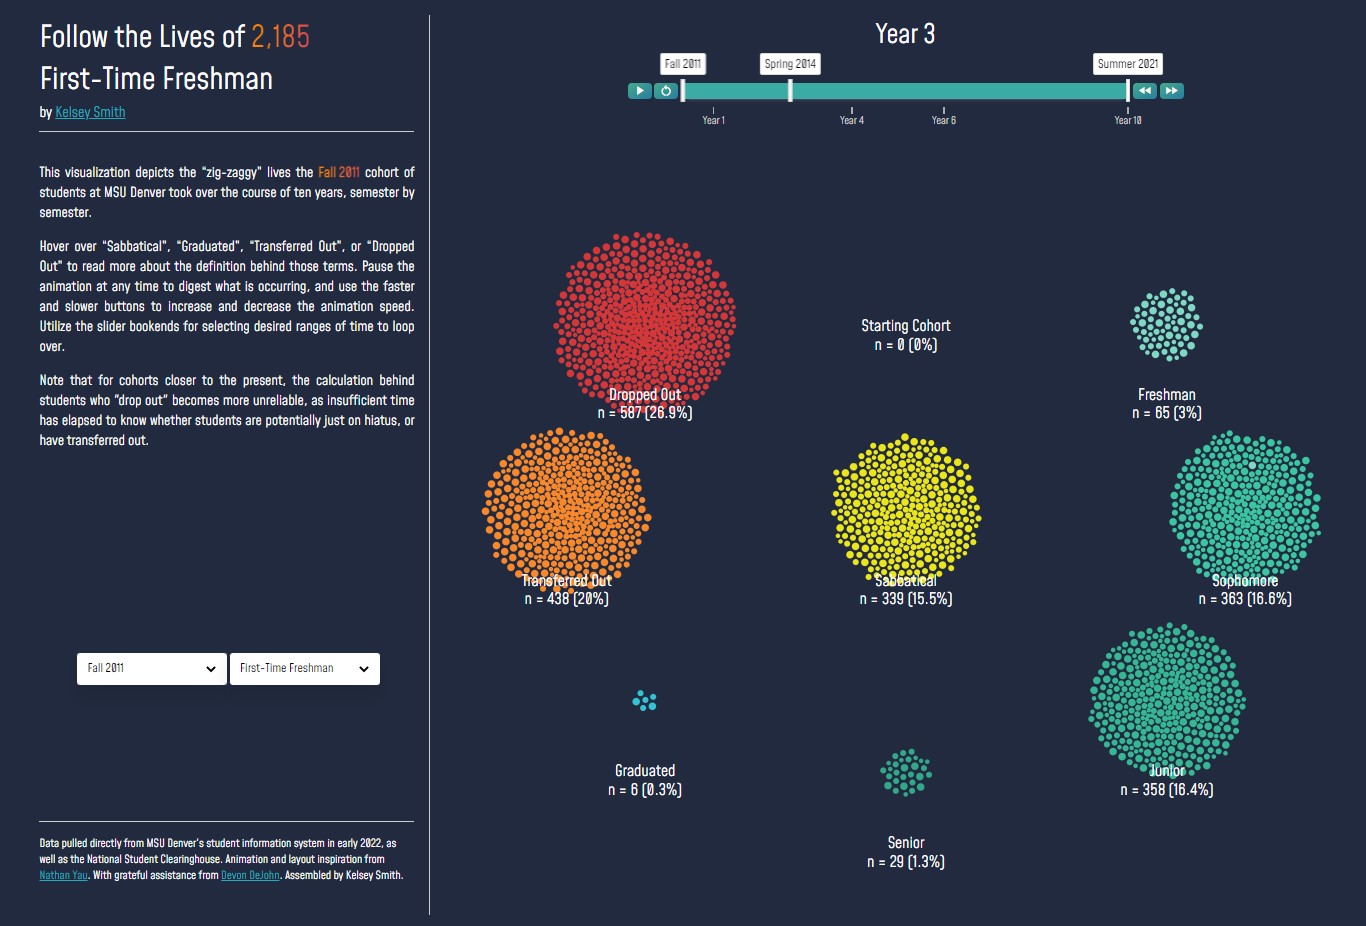 Follow the Lives of 2,185
First-Time Freshman
by Kelsey Smith
This visualization depicts the "zig-zaggy" lives the Fall 2011 cohort of
students at MSU Denver took over the course of ten years, semester by
semester.
Hover over "Sabbatical", "Graduated", "Transferred Out", or "Dropped
Out" to read more about the definition behind those terms. Pause the
animation at any time to digest what is occurring, and use the faster
and slower buttons to increase and decrease the animation speed.
Utilize the slider bookends for selecting desired ranges of time to loop
over.
Note that for cohorts closer to the present, the calculation behind
students who "drop out" becomes more unreliable, as insufficient time
has elapsed to know whether students are potentially just on hiatus, or
have transferred out.
Fall 2011
First-Time Freshman
Data pulled directly from MSU Denver's student information system in early 2022, as
well as the National Student Clearinghouse. Animation and layout inspiration from
Nathan Yau. With grateful assistance from Devon DeJohn. Assembled by Kelsey Smith.
Year 3
Fall 2011
Spring 2014
Summer 2021
Year 1
Year 4
Year 6
Year 10
Dropped Out
n = 587 (26.9%)
Starting Cohort
n = 0 (0%)
Freshman
n = 65 (3%)
Transferred Out
n = 438 (20%)
Sabbatical
n = 339 (15.5%)
Sophomore
n = 363 (16.6%)
Graduated
n = 6 (0.3%)
Junior
n = 358 (16.4%)
Senior
n = 29 (1.3%)